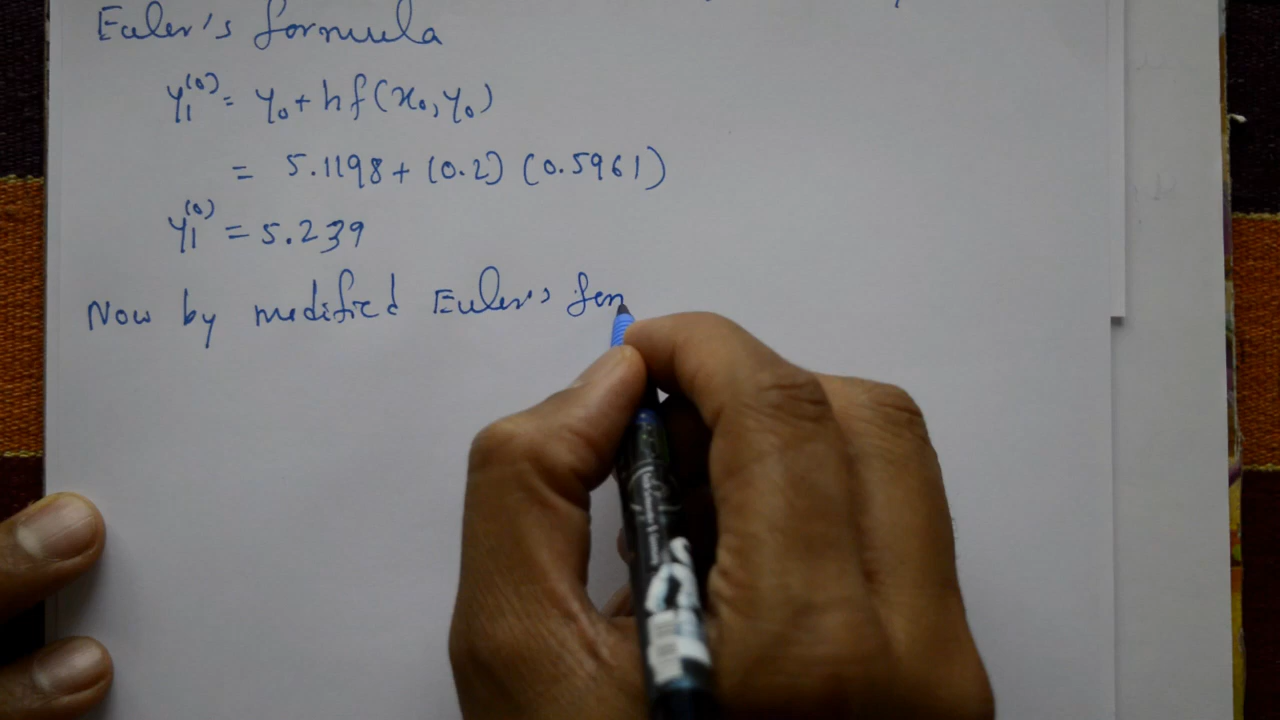 Euler's formula
y₁⁽⁰⁾ = y₀ + h f(x₀, y₀)
= 5.1198 + (0.2) (0.5961)
y₁⁽⁰⁾ = 5.239
Now by modified Euler's for